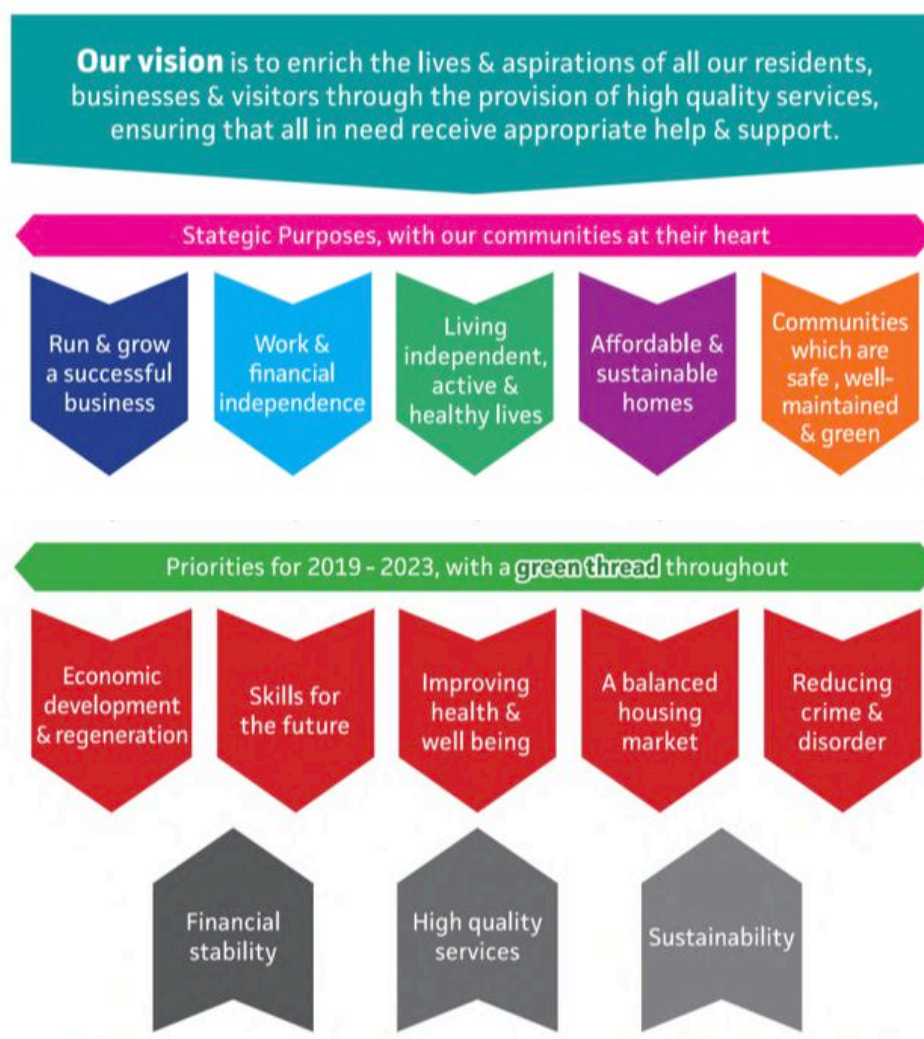 Our vision is to enrich the lives & aspirations of all our residents,
businesses & visitors through the provision of high quality services,
ensuring that all in need receive appropriate help & support.
Stategic Purposes, with our communities at their heart
Run & grow
a successful
business
Work &
financial
independence
Living
independent,
active &
healthy lives
Affordable &
sustainable
homes
Communities
which are
safe , well-
maintained
& green
Priorities for 2019 - 2023, with a green thread throughout
Economic
development
& regeneration
Skills for
the future
Improving
health &
well being
A balanced
housing
market
Reducing
crime &
disorder
Financial
stability
High quality
services
Sustainability